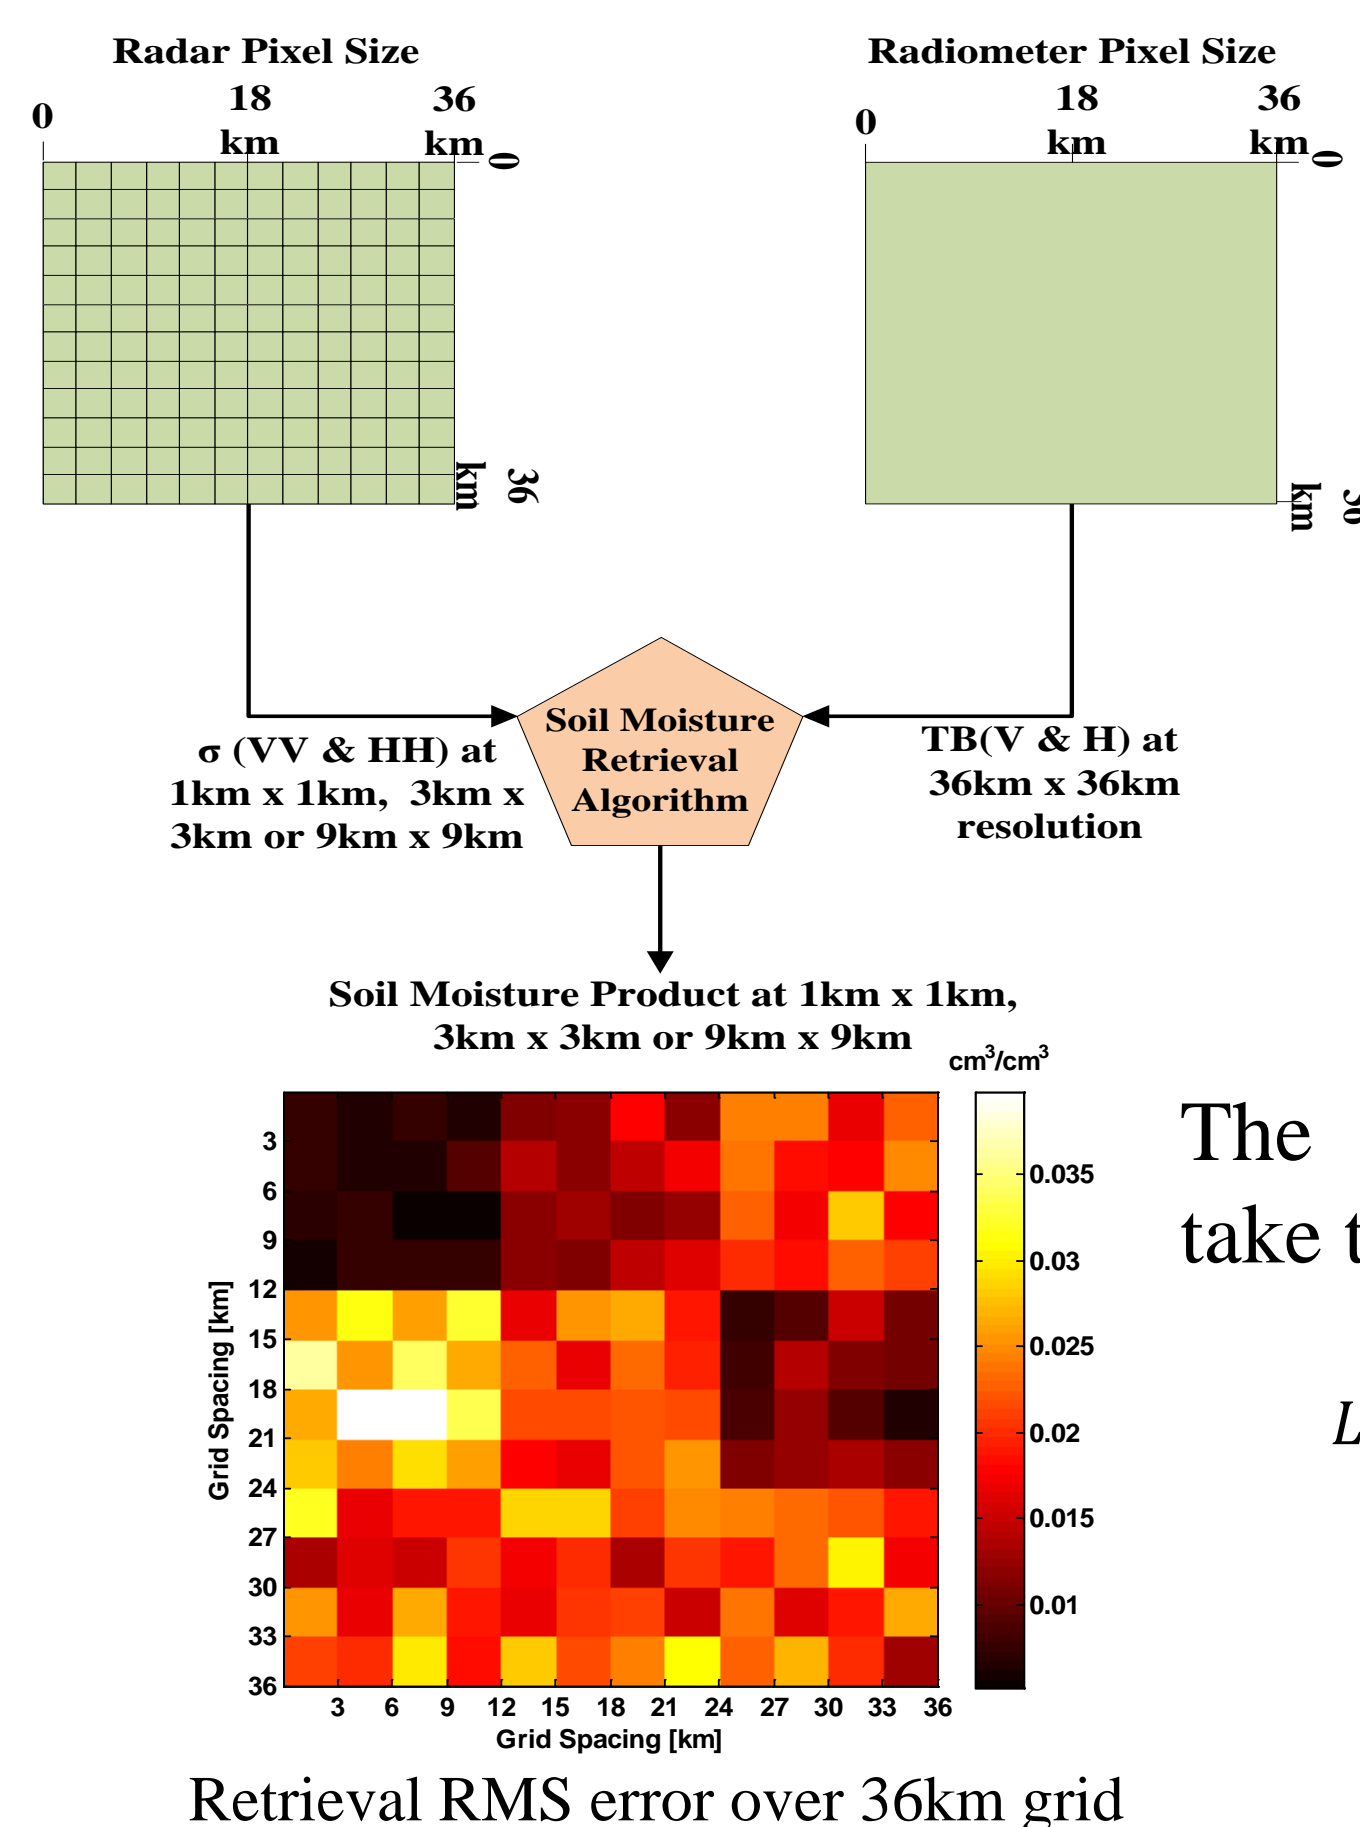 Radar Pixel Size
0
18
km
36
km
0
36
km
Radiometer Pixel Size
0
18
km
36
km
0
36
km
Soil Moisture
Retrieval
Algorithm
σ (VV & HH) at
1km x 1km, 3km x
3km or 9km x 9km
TB(V & H) at
36km x 36km
resolution
Soil Moisture Product at 1km x 1km,
3km x 3km or 9km x 9km
cm³/cm³
0.035
0.03
0.025
0.02
0.015
0.01
Grid Spacing [km]
3
6
9
12
15
18
21
24
27
30
33
36
3 6 9 12 15 18 21 24 27 30 33 36
Grid Spacing [km]
Retrieval RMS error over 36km grid
The
take t
L